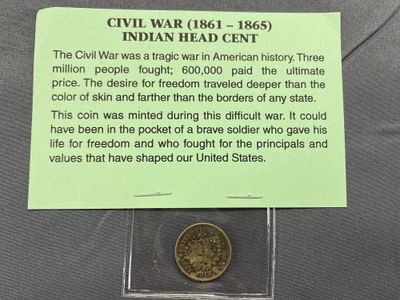 CIVIL WAR (1861 – 1865)
INDIAN HEAD CENT
The Civil War was a tragic war in American history. Three
million people fought; 600,000 paid the ultimate
price. The desire for freedom traveled deeper than the
color of skin and farther than the borders of any state.
This coin was minted during this difficult war. It could
have been in the pocket of a brave soldier who gave his
life for freedom and who fought for the principals and
values that have shaped our United States.